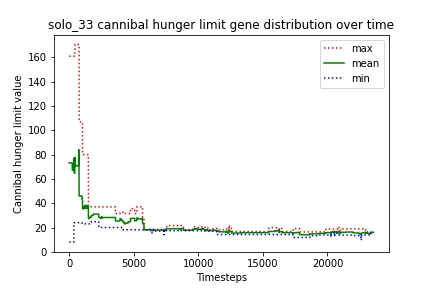 solo_33 cannibal hunger limit gene distribution over time
max
mean
min
Cannibal hunger limit value
160
140
120
100
80
60
40
20
0
0 5000 10000 15000 20000
Timesteps